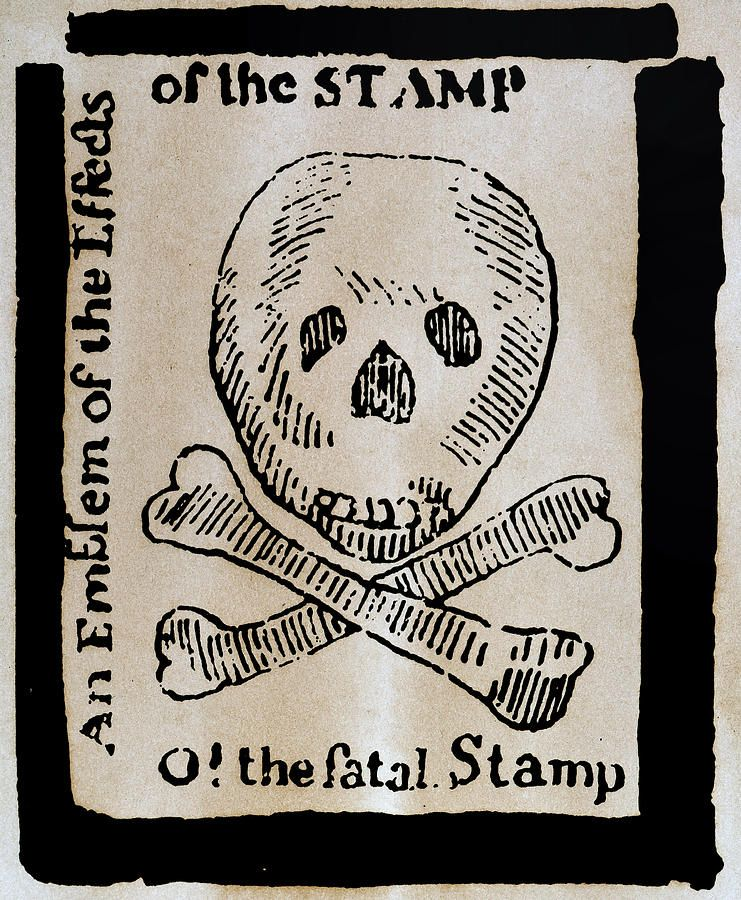 An Emblem of the Effects
of the STAMP
O! the fatal Stamp